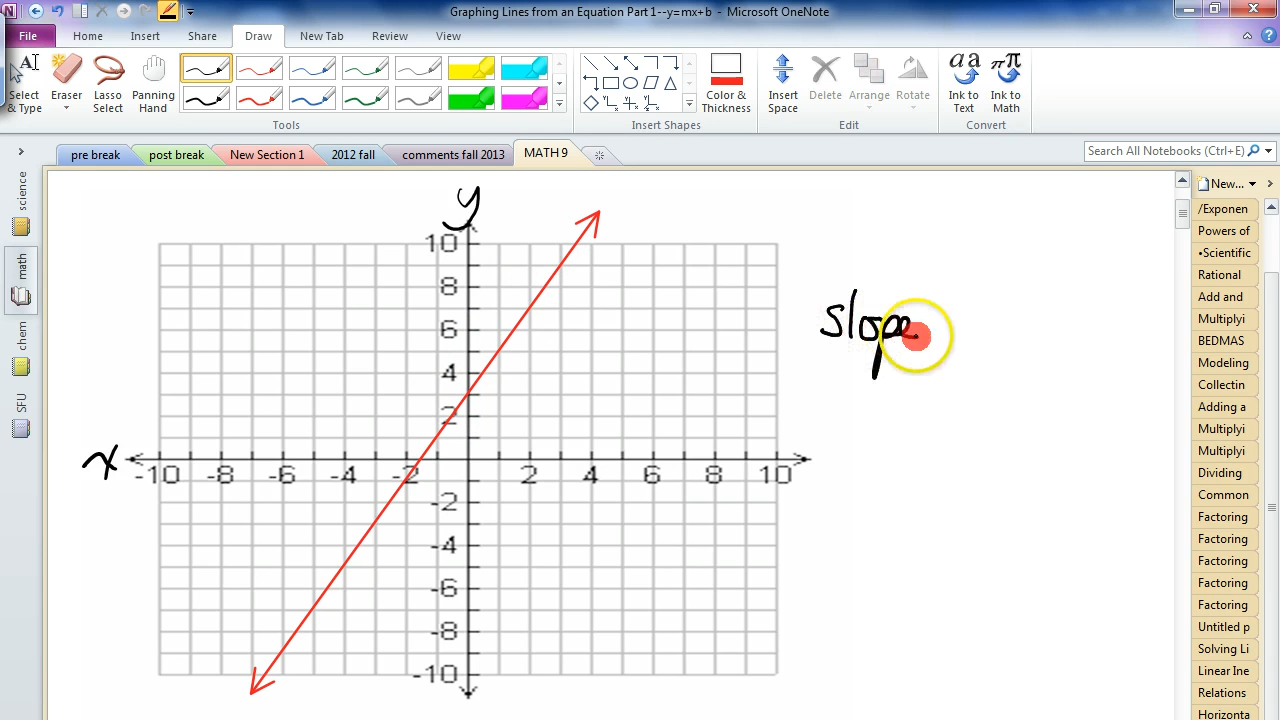 Graphing Lines from an Equation Part 1--y=mx+b - Microsoft OneNote
File Home Insert Share Draw New Tab Review View
Select & Type
Eraser
Lasso Select
Panning Hand
Color & Thickness
Insert Space
Delete
Arrange
Rotate
Ink to Text
Ink to Math
Tools Insert Shapes Edit Convert
pre break post break New Section 1 2012 fall comments fall 2013 MATH 9 Search All Notebooks (Ctrl+E)
science
math
chem
SFU
y
10
8
6
4
2
x -10 -8 -6 -4 -2 2 4 6 8 10
-2
-4
-6
-8
-10
slope
New...
/Exponen
Powers of
•Scientific
Rational
Add and
Multiplyi
BEDMAS
Modeling
Collectin
Adding a
Multiplyi
Multiplyi
Dividing
Common
Factoring
Factoring
Factoring
Factoring
Factoring
Untitled p
Solving Li
Linear Ine
Relations
Horizonta